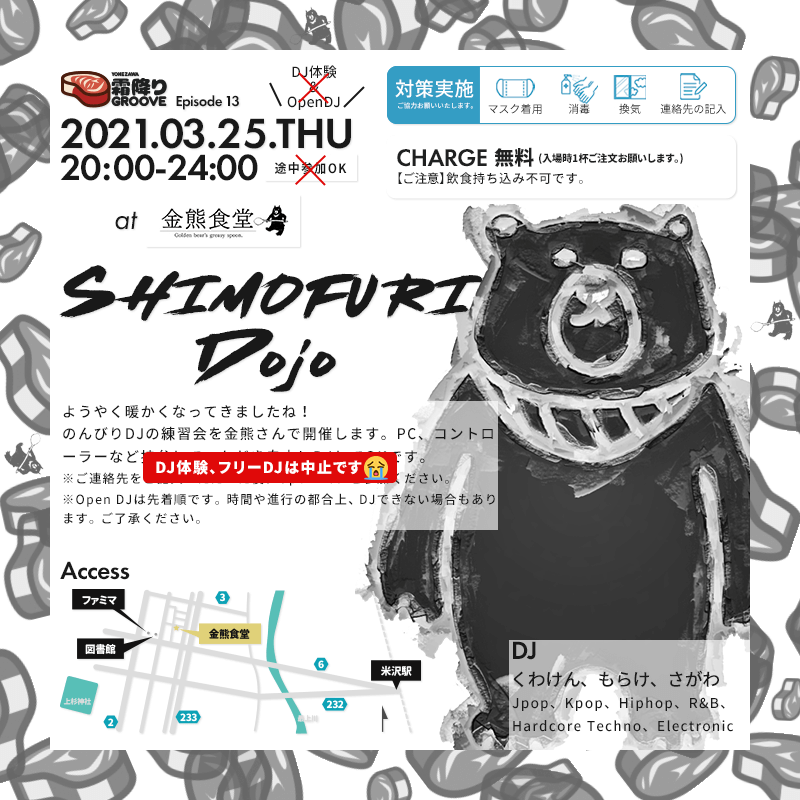 YONEZAWA
霜降り
GROOVE
Episode 13
DJ体験
&
OpenDJ
2021.03.25.THU
20:00-24:00
途中参加OK
対策実施
ご協力お願いいたします。
マスク着用
消毒
換気
連絡先の記入
CHARGE 無料 (入場時1杯ご注文お願いします。)
【ご注意】飲食持ち込み不可です。
at
金熊食堂
Golden bear's greasy spoon.
SHIMOFURI
Dojo
ようやく暖かくなってきましたね！
のんびりDJの練習会を金熊さんで開催します。PC、コントロ
ーラーなど
です。
DJ体験、フリーDJは中止です😭
※ご連絡先を
ください。
※Open DJは先着順です。時間や進行の都合上、DJできない場合もあり
ます。ご了承ください。
Access
ファミマ
3
金熊食堂
図書館
6
米沢駅
上杉神社
232
233
2
最上川
DJ
くわけん、もらけ、さがわ
Jpop、Kpop、Hiphop、R&B、
Hardcore Techno、Electronic